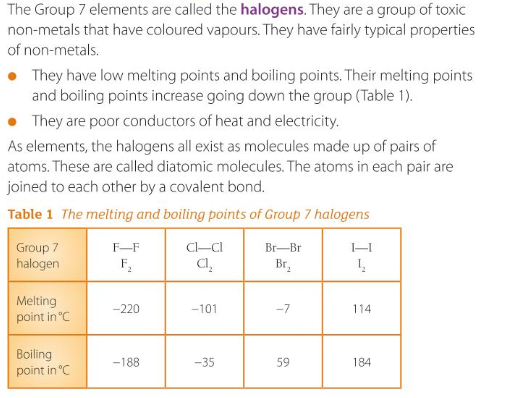 The Group 7 elements are called the halogens. They are a group of toxic
non-metals that have coloured vapours. They have fairly typical properties
of non-metals.
● They have low melting points and boiling points. Their melting points
and boiling points increase going down the group (Table 1).
● They are poor conductors of heat and electricity.
As elements, the halogens all exist as molecules made up of pairs of
atoms. These are called diatomic molecules. The atoms in each pair are
joined to each other by a covalent bond.
Table 1 The melting and boiling points of Group 7 halogens
Group 7 F—F Cl—Cl Br—Br I—I
halogen F₂ Cl₂ Br₂ I₂
Melting
point in °C −220 −101 −7 114
Boiling
point in °C −188 −35 59 184